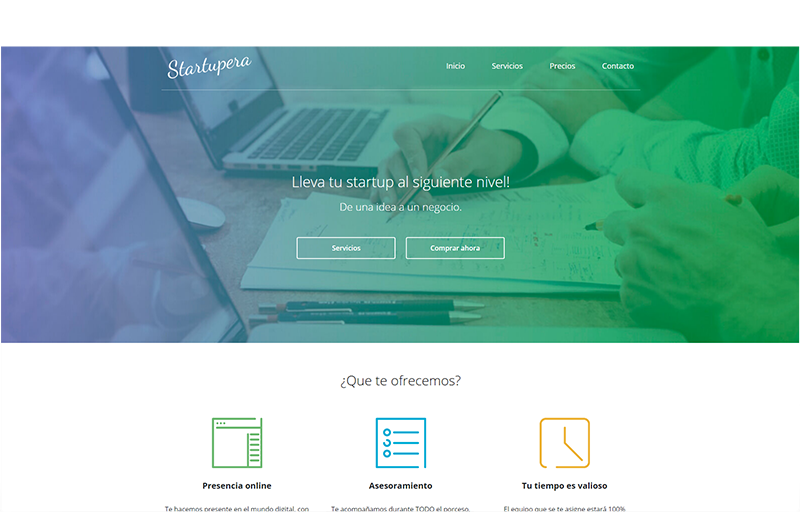 Startupera
Inicio Servicios Precios Contacto
Lleva tu startup al siguiente nivel!
De una idea a un negocio.
Servicios Comprar ahora
¿Que te ofrecemos?
Presencia online Asesoramiento Tu tiempo es valioso
Te hacemos presente en el mundo digital, con Te acompañamos durante TODO el porceso. El equipo que se te asigne estará 100%